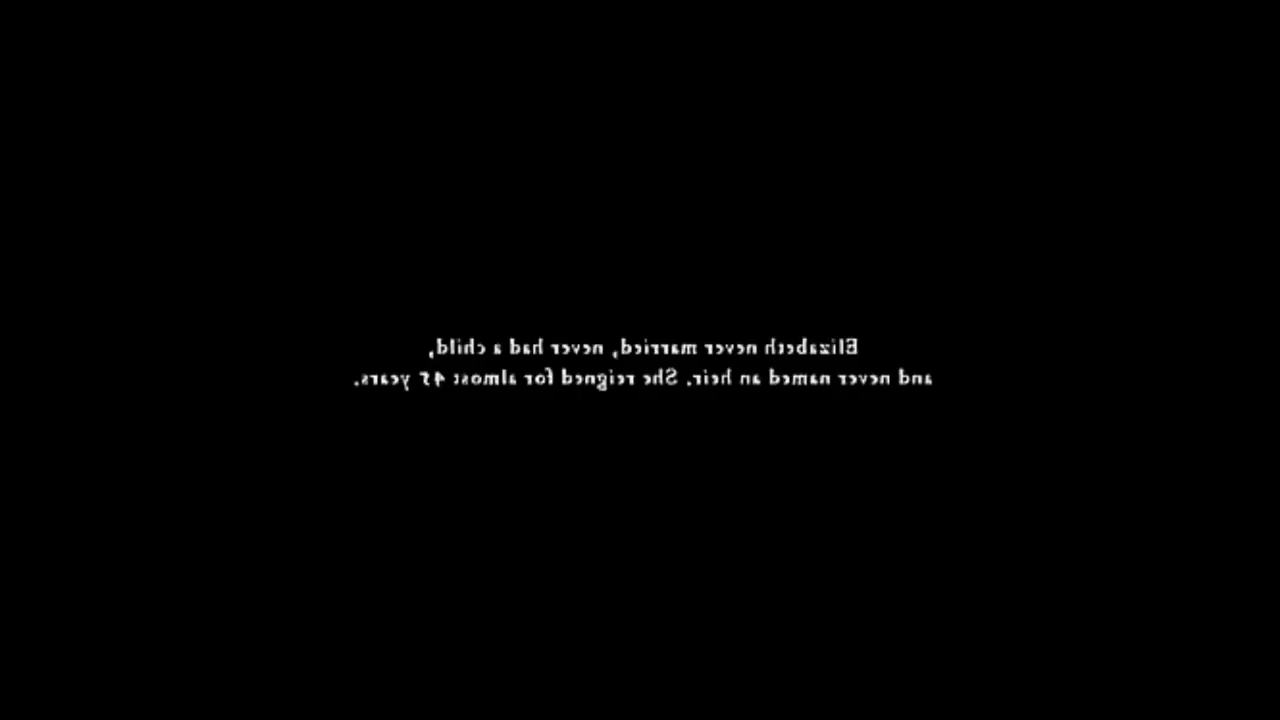 Elizabeth never married, never had a child,
and never named an heir. She reigned for almost 45 years.